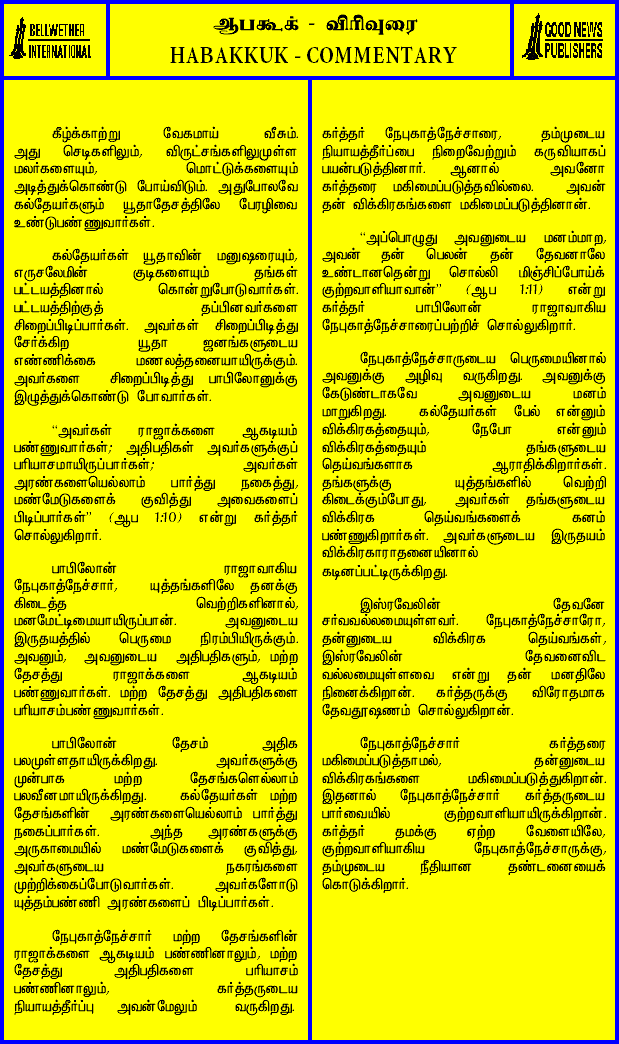 BELLWETHER
INTERNATIONAL
ஆபகூக் - விரிவுரை
HABAKKUK - COMMENTARY
GOOD NEWS
PUBLISHERS
கீழ்க்காற்று வேகமாய் வீசும்.
அது செடிகளிலும், விருட்சங்களிலுமுள்ள
மலர்களையும், மொட்டுக்களையும்
அடித்துக்கொண்டு போய்விடும். அதுபோலவே
கல்தேயர்களும் யூதாதேசத்திலே பேரழிவை
உண்டுபண்ணுவார்கள்.
கல்தேயர்கள் யூதாவின் மனுஷரையும்,
எருசலேமின் குடிகளையும் தங்கள்
பட்டயத்தினால் கொன்றுபோடுவார்கள்.
பட்டயத்திற்குத் தப்பினவர்களை
சிறைப்பிடிப்பார்கள். அவர்கள் சிறைப்பிடித்து
சேர்க்கிற யூதா ஜனங்களுடைய
எண்ணிக்கை மணலத்தனையாயிருக்கும்.
அவர்களை சிறைப்பிடித்து பாபிலோனுக்கு
இழுத்துக்கொண்டு போவார்கள்.
“அவர்கள் ராஜாக்களை ஆகடியம்
பண்ணுவார்கள்; அதிபதிகள் அவர்களுக்குப்
பரியாசமாயிருப்பார்கள்; அவர்கள்
அரண்களையெல்லாம் பார்த்து நகைத்து,
மண்மேடுகளைக் குவித்து அவைகளைப்
பிடிப்பார்கள்” (ஆப 1:10) என்று கர்த்தர்
சொல்லுகிறார்.
பாபிலோன் ராஜாவாகிய
நேபுகாத்நேச்சார், யுத்தங்களிலே தனக்கு
கிடைத்த வெற்றிகளினால்,
மனமேட்டிமையாயிருப்பான். அவனுடைய
இருதயத்தில் பெருமை நிரம்பியிருக்கும்.
அவனும், அவனுடைய அதிபதிகளும், மற்ற
தேசத்து ராஜாக்களை ஆகடியம்
பண்ணுவார்கள். மற்ற தேசத்து அதிபதிகளை
பரியாசம்பண்ணுவார்கள்.
பாபிலோன் தேசம் அதிக
பலமுள்ளதாயிருக்கிறது. அவர்களுக்கு
முன்பாக மற்ற தேசங்களெல்லாம்
பலவீனமாயிருக்கிறது. கல்தேயர்கள் மற்ற
தேசங்களின் அரண்களையெல்லாம் பார்த்து
நகைப்பார்கள். அந்த அரண்களுக்கு
அருகாமையில் மண்மேடுகளை குவித்து,
அவர்களுடைய நகரங்களை
முற்றிக்கைப்போடுவார்கள். அவர்களோடு
யுத்தம்பண்ணி அரண்களைப் பிடிப்பார்கள்.
நேபுகாத்நேச்சார் மற்ற தேசங்களின்
ராஜாக்களை ஆகடியம் பண்ணினாலும், மற்ற
தேசத்து அதிபதிகளை பரியாசம்
பண்ணினாலும், கர்த்தருடைய
நியாயத்தீர்ப்பு அவன்மேலும் வருகிறது.
கர்த்தர் நேபுகாத்நேச்சாரை, தம்முடைய
நியாயத்தீர்ப்பை நிறைவேற்றும் கருவியாகப்
பயன்படுத்தினார். ஆனால் அவனோ
கர்த்தரை மகிமைப்படுத்தவில்லை. அவன்
தன் விக்கிரகங்களை மகிமைப்படுத்தினான்.
“அப்பொழுது அவனுடைய மனம்மாற,
அவன் தன் பெலன் தன் தேவனாலே
உண்டானதென்று சொல்லி மிஞ்சிப்போய்க்
குற்றவாளியாவான்” (ஆப 1:11) என்று
கர்த்தர் பாபிலோன் ராஜாவாகிய
நேபுகாத்நேச்சாரைப்பற்றிச் சொல்லுகிறார்.
நேபுகாத்நேச்சாருடைய பெருமையினால்
அவனுக்கு அழிவு வருகிறது. அவனுக்கு
கேடுண்டாகவே அவனுடைய மனம்
மாறுகிறது. கல்தேயர்கள் பேல் என்னும்
விக்கிரகத்தையும், நேபோ என்னும்
விக்கிரகத்தையும் தங்களுடைய
தெய்வங்களாக ஆராதிக்கிறார்கள்.
தங்களுக்கு யுத்தங்களில் வெற்றி
கிடைக்கும்போது, அவர்கள் தங்களுடைய
விக்கிரக தெய்வங்களைக் கனம்
பண்ணுகிறார்கள். அவர்களுடைய இருதயம்
விக்கிரகாராதனையினால்
கடினப்பட்டிருக்கிறது.
இஸ்ரவேலின் தேவனே
சர்வவல்லமையுள்ளவர். நேபுகாத்நேச்சாரோ,
தன்னுடைய விக்கிரக தெய்வங்கள்,
இஸ்ரவேலின் தேவனைவிட
வல்லமையுள்ளவை என்று தன் மனதிலே
நினைக்கிறான். கர்த்தருக்கு விரோதமாக
தேவதூஷணம் சொல்லுகிறான்.
நேபுகாத்நேச்சார் கர்த்தரை
மகிமைப்படுத்தாமல், தன்னுடைய
விக்கிரகங்களை மகிமைப்படுத்துகிறான்.
இதனால் நேபுகாத்நேச்சார் கர்த்தருடைய
பார்வையில் குற்றவாளியாயிருக்கிறான்.
கர்த்தர் தமக்கு ஏற்ற வேளையிலே,
குற்றவாளியாகிய நேபுகாத்நேச்சாருக்கு,
தம்முடைய நீதியான தண்டனையைக்
கொடுக்கிறார்.